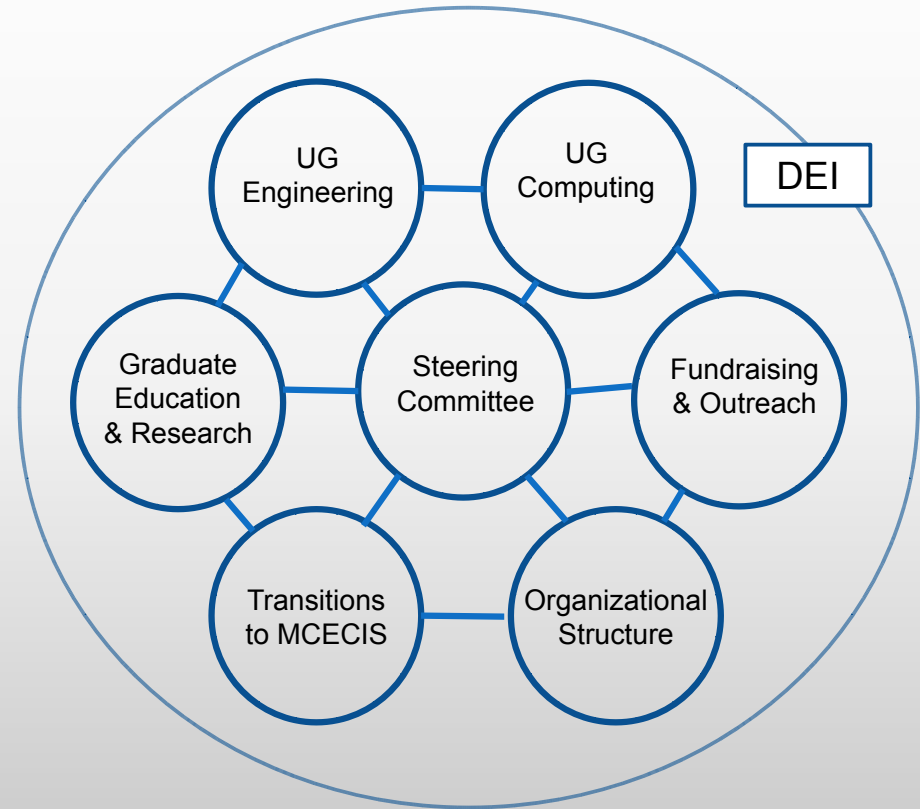 UG
Engineering
UG
Computing
DEI
Graduate
Education
& Research
Steering
Committee
Fundraising
& Outreach
Transitions
to MCECIS
Organizational
Structure